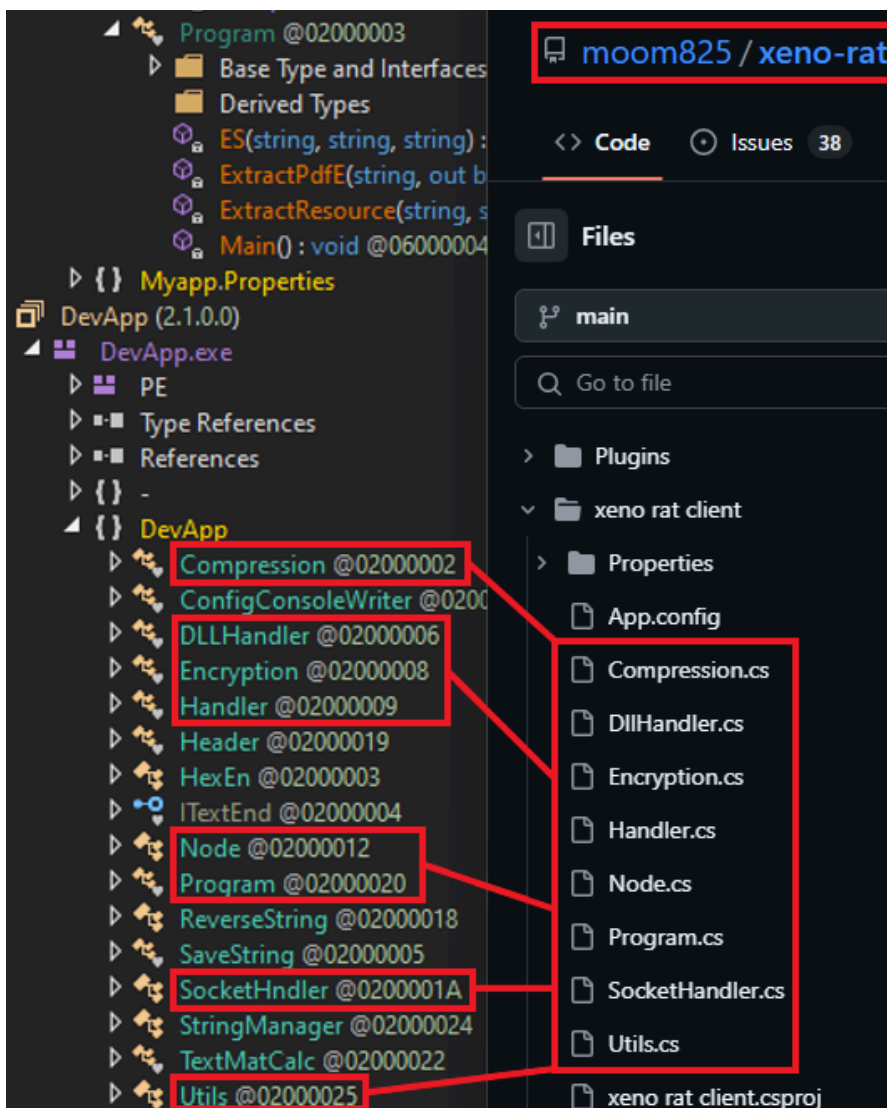 Program @02000003
Base Type and Interfaces
Derived Types
ES(string, string, string) :
ExtractPdfE(string, out b
ExtractResource(string, s
Main() : void @06000004
{} Myapp.Properties
DevApp (2.1.0.0)
DevApp.exe
PE
Type References
References
{} -
{} DevApp
Compression @02000002
ConfigConsoleWriter @0200
DLLHandler @02000006
Encryption @02000008
Handler @02000009
Header @02000019
HexEn @02000003
ITextEnd @02000004
Node @02000012
Program @02000020
ReverseString @02000018
SaveString @02000005
SocketHndler @0200001A
StringManager @02000024
TextMatCalc @02000022
Utils @02000025
moom825 / xeno-rat
<> Code Issues 38
Files
main
Go to file
Plugins
xeno rat client
Properties
App.config
Compression.cs
DllHandler.cs
Encryption.cs
Handler.cs
Node.cs
Program.cs
SocketHandler.cs
Utils.cs
xeno rat client.csproj